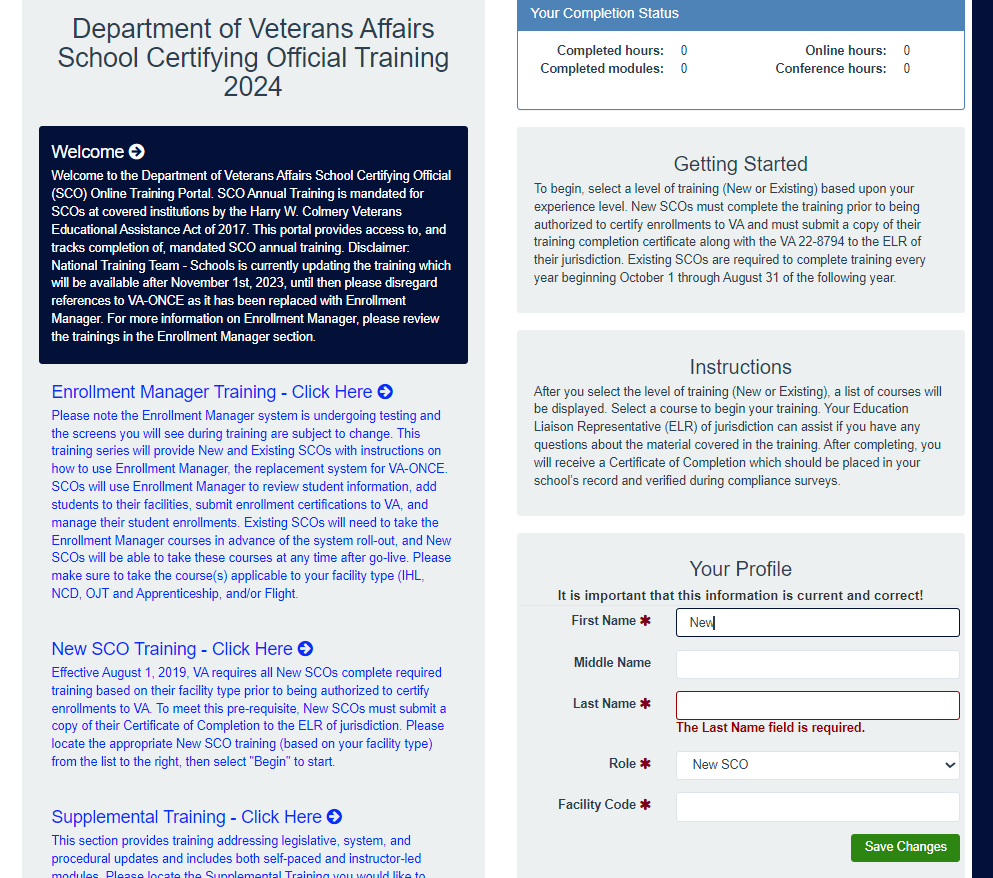 Department of Veterans Affairs
School Certifying Official Training
2024
Welcome
Welcome to the Department of Veterans Affairs School Certifying Official
(SCO) Online Training Portal. SCO Annual Training is mandated for
SCOs at covered institutions by the Harry W. Colmery Veterans
Educational Assistance Act of 2017. This portal provides access to, and
tracks completion of, mandated SCO annual training. Disclaimer:
National Training Team - Schools is currently updating the training which
will be available after November 1st, 2023, until then please disregard
references to VA-ONCE as it has been replaced with Enrollment
Manager. For more information on Enrollment Manager, please review
the trainings in the Enrollment Manager section.
Enrollment Manager Training - Click Here
Please note the Enrollment Manager system is undergoing testing and
the screens you will see during training are subject to change. This
training series will provide New and Existing SCOs with instructions on
how to use Enrollment Manager, the replacement system for VA-ONCE.
SCOs will use Enrollment Manager to review student information, add
students to their facilities, submit enrollment certifications to VA, and
manage their student enrollments. Existing SCOs will need to take the
Enrollment Manager courses in advance of the system roll-out, and New
SCOs will be able to take these courses at any time after go-live. Please
make sure to take the course(s) applicable to your facility type (IHL,
NCD, OJT and Apprenticeship, and/or Flight.
New SCO Training - Click Here
Effective August 1, 2019, VA requires all New SCOs complete required
training based on their facility type prior to being authorized to certify
enrollments to VA. To meet this pre-requisite, New SCOs must submit a
copy of their Certificate of Completion to the ELR of jurisdiction. Please
locate the appropriate New SCO training (based on your facility type)
from the list to the right, then select "Begin" to start.
Supplemental Training - Click Here
This section provides training addressing legislative, system, and
procedural updates and includes both self-paced and instructor-led
modules. Please locate the Supplemental Training you would like to
Your Completion Status
Completed hours: 0 Online hours: 0
Completed modules: 0 Conference hours: 0
Getting Started
To begin, select a level of training (New or Existing) based upon your
experience level. New SCOs must complete the training prior to being
authorized to certify enrollments to VA and must submit a copy of their
training completion certificate along with the VA 22-8794 to the ELR of
their jurisdiction. Existing SCOs are required to complete training every
year beginning October 1 through August 31 of the following year.
Instructions
After you select the level of training (New or Existing), a list of courses will
be displayed. Select a course to begin your training. Your Education
Liaison Representative (ELR) of jurisdiction can assist if you have any
questions about the material covered in the training. After completing, you
will receive a Certificate of Completion which should be placed in your
school's record and verified during compliance surveys.
Your Profile
It is important that this information is current and correct!
First Name ✱ New
Middle Name
Last Name ✱
The Last Name field is required.
Role ✱ New SCO
Facility Code ✱
Save Changes